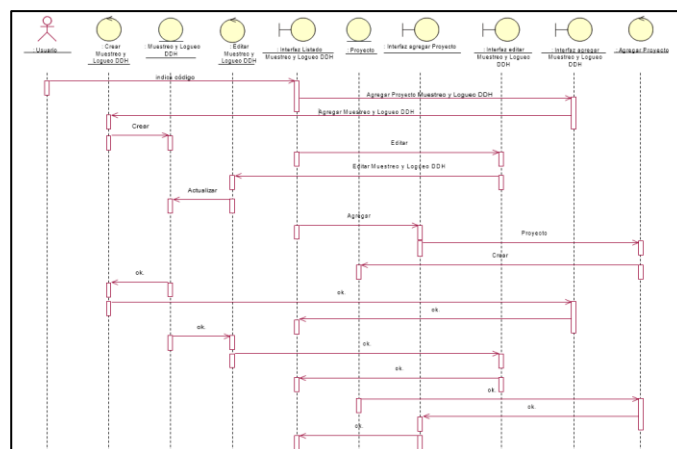 : Usuario
: Crear
Muestreo y
Logueo DDH
: Muestreo y Logueo
DDH
: Editar
Muestreo y
Logueo DDH
: Interfaz Listado
Muestreo y Logueo DDH
: Proyecto
: Interfaz agregar Proyecto
: Interfaz editar
Muestreo y Logueo
DDH
: Interfaz agregar
Muestreo y Logueo
DDH
: Agregar Proyecto
indice código
Agregar Proyecto Muestreo y Logueo DDH
Agregar Muestreo y Logueo DDH
Crear
Editar
Editar Muestreo y Logueo DDH
Actualizar
Agregar
Proyecto
Crear
ok.
ok.
ok.
ok.
ok.
ok.
ok.
ok.
ok.